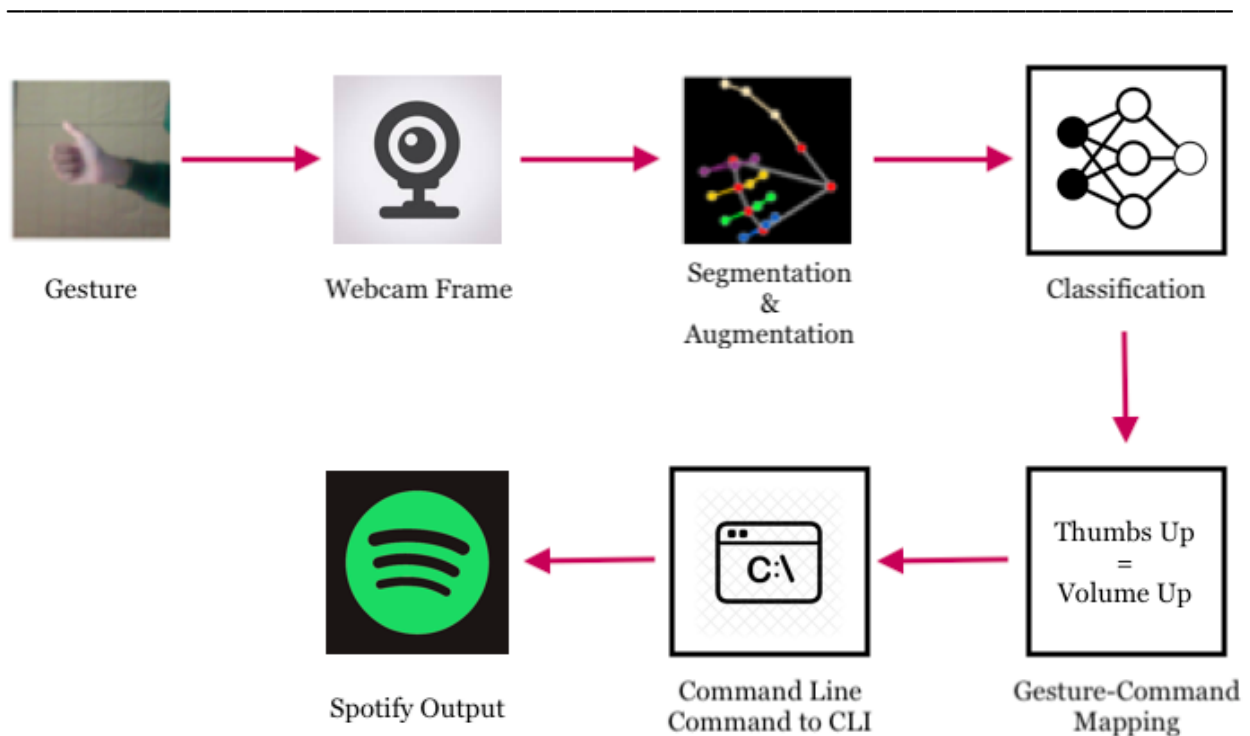 Gesture
Webcam Frame
Segmentation
&
Augmentation
Classification
Thumbs Up
=
Volume Up
Gesture-Command
Mapping
C:\
Command Line
Command to CLI
Spotify Output